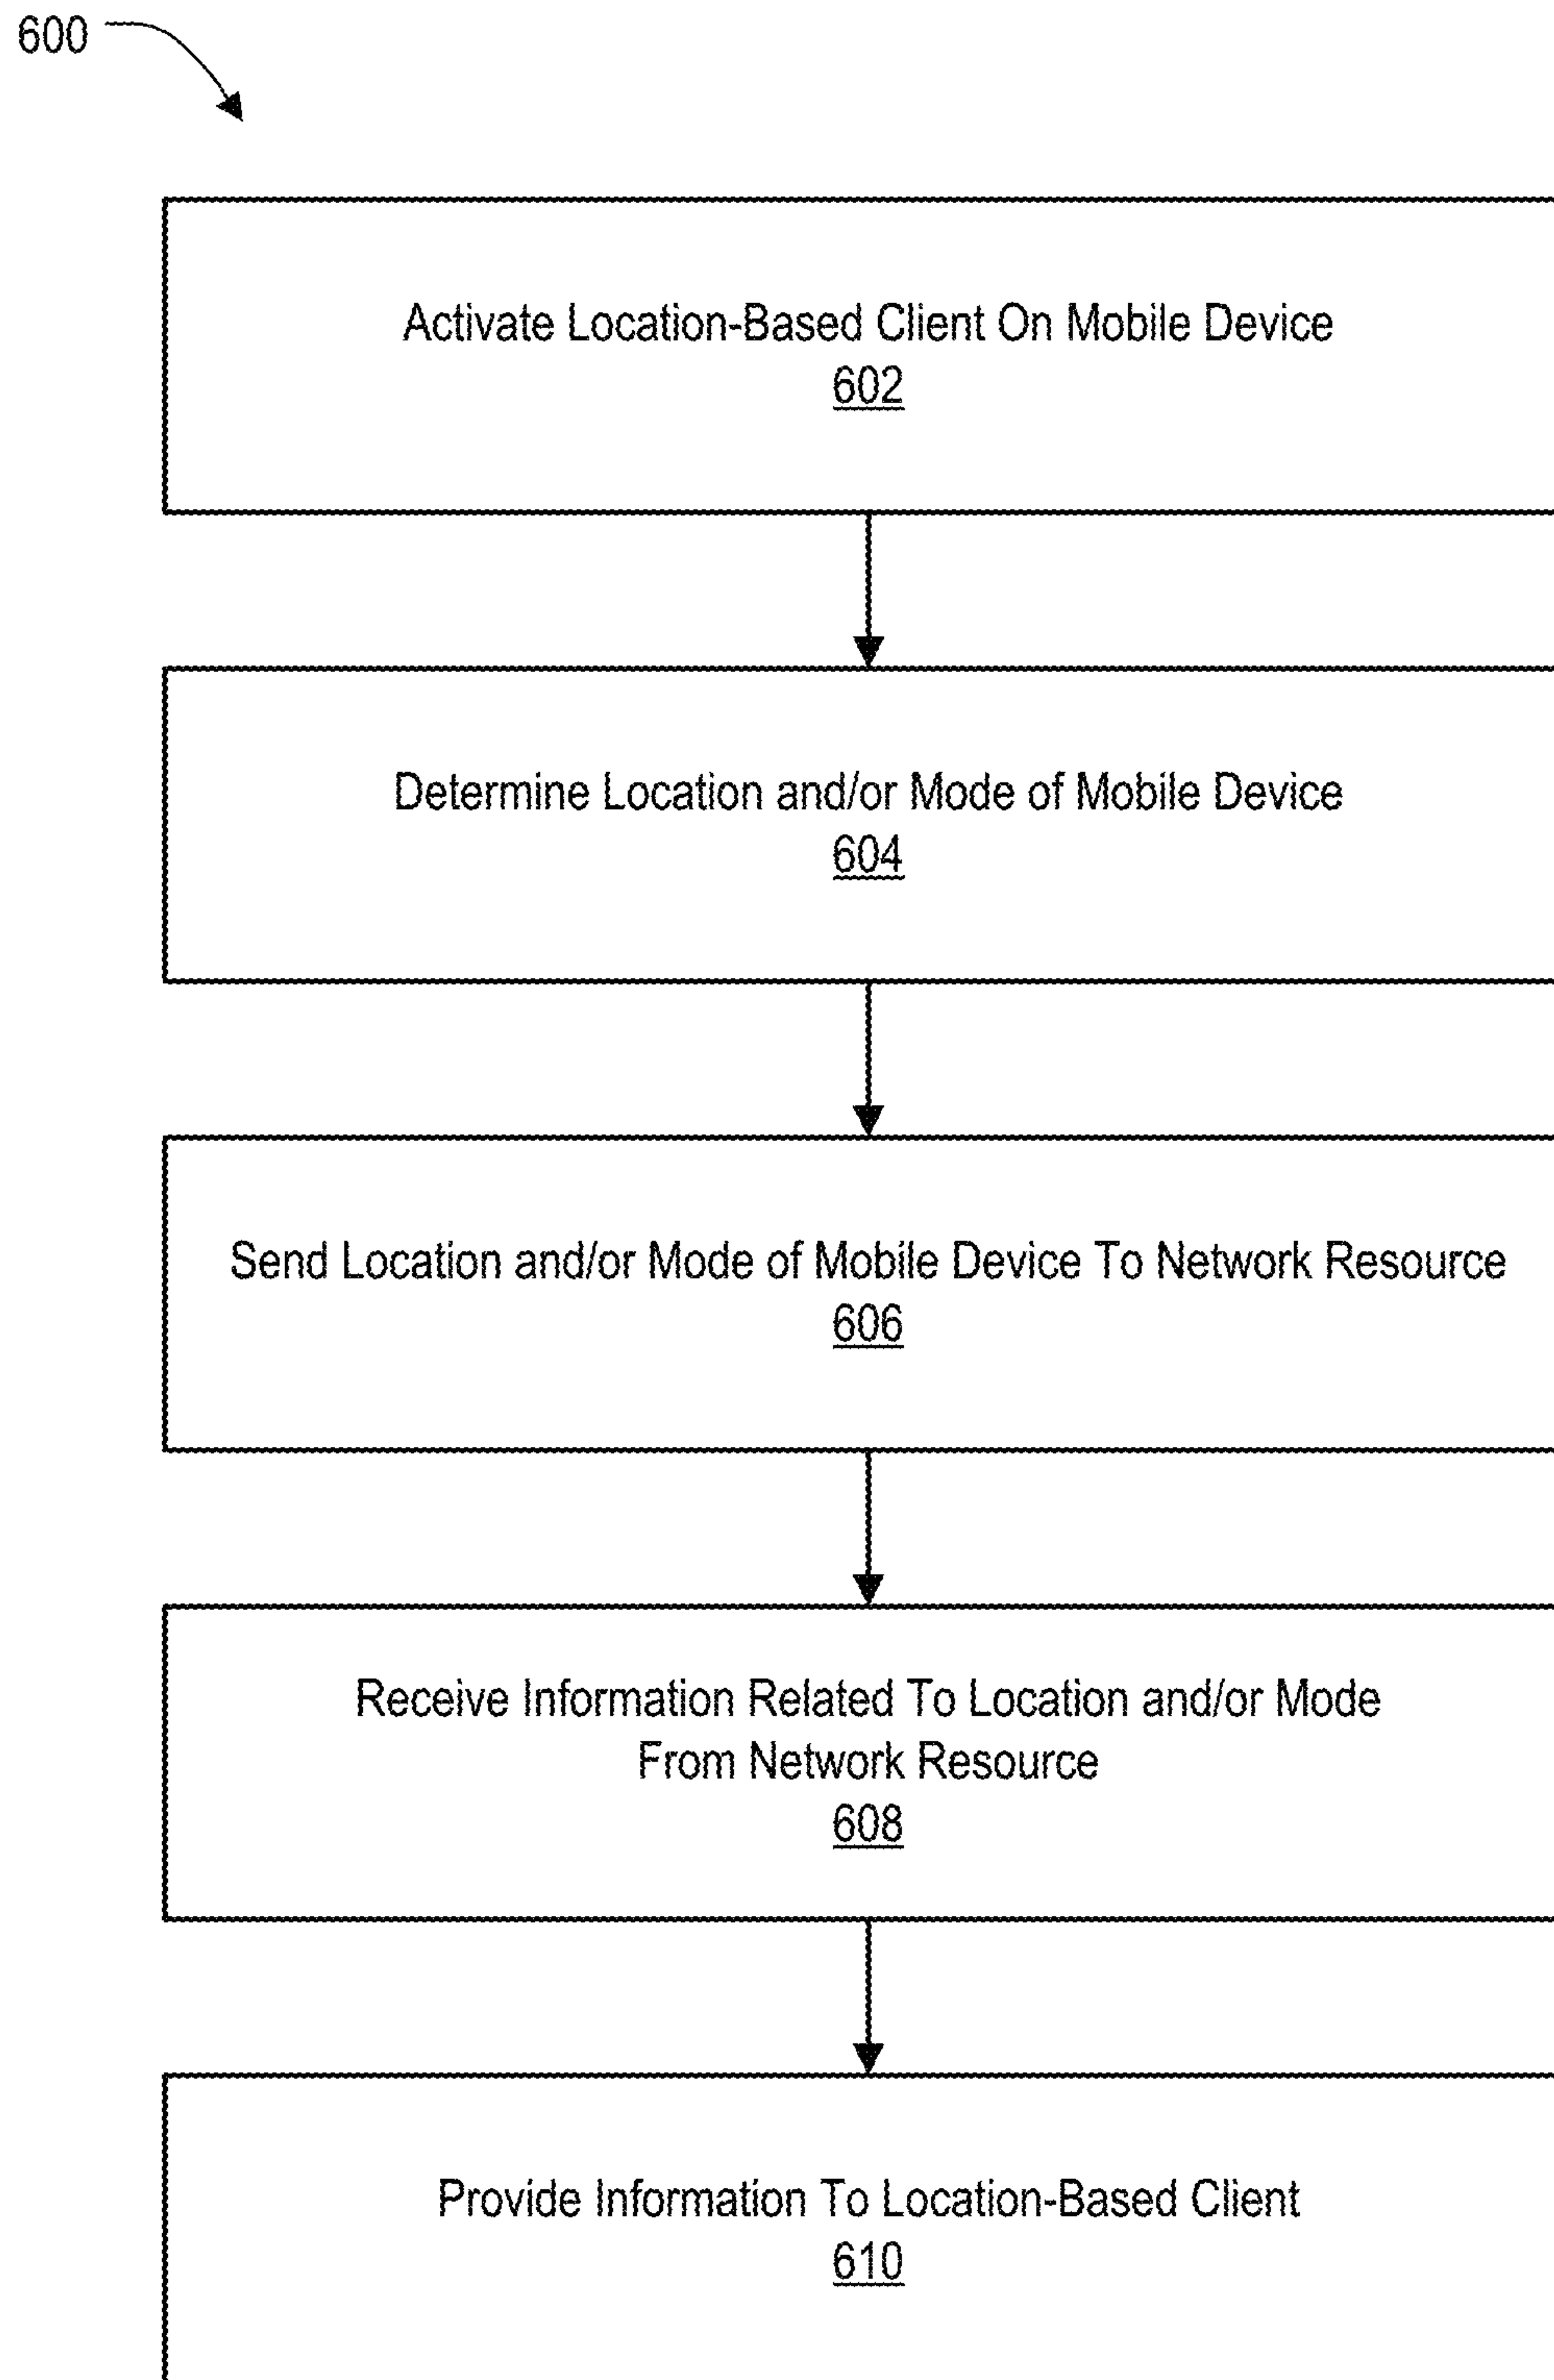 600
Activate Location-Based Client On Mobile Device
602
Determine Location and/or Mode of Mobile Device
604
Send Location and/or Mode of Mobile Device To Network Resource
606
Receive Information Related To Location and/or Mode
From Network Resource
608
Provide Information To Location-Based Client
610